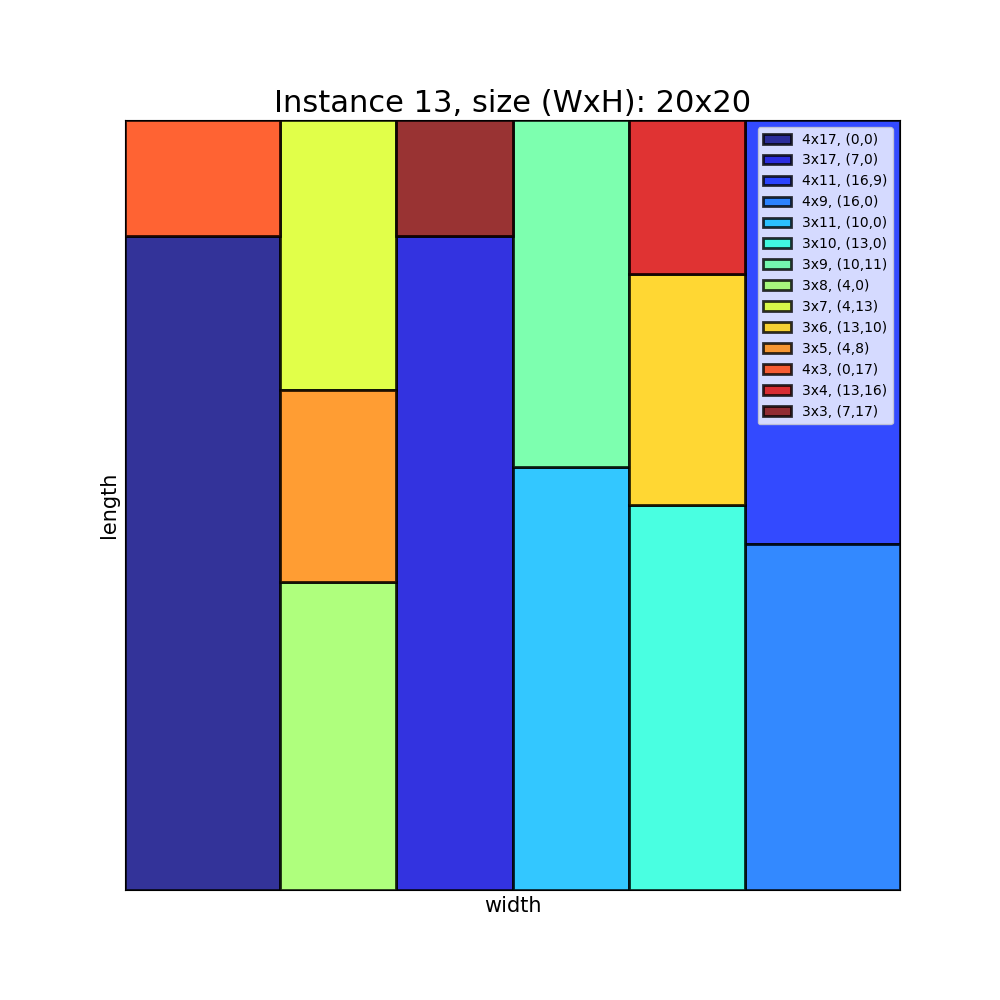 Instance 13, size (WxH): 20x20
4x17, (0,0)
3x17, (7,0)
4x11, (16,9)
4x9, (16,0)
3x11, (10,0)
3x10, (13,0)
3x9, (10,11)
3x8, (4,0)
3x7, (4,13)
3x6, (13,10)
3x5, (4,8)
4x3, (0,17)
3x4, (13,16)
3x3, (7,17)
length
width